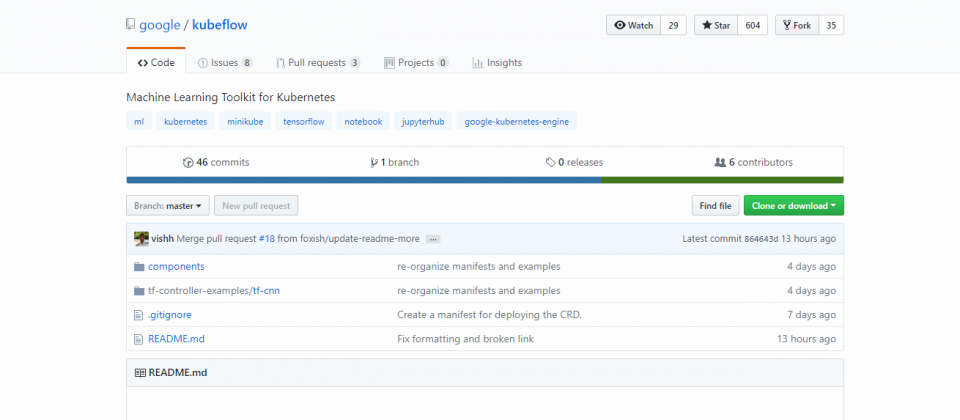 google / kubeflow Watch 29 Star 604 Fork 35
Code Issues 8 Pull requests 3 Projects 0 Insights
Machine Learning Toolkit for Kubernetes
ml kubernetes minikube tensorflow notebook jupyterhub google-kubernetes-engine
46 commits 1 branch 0 releases 6 contributors
Branch: master New pull request Find file Clone or download
vishh Merge pull request #18 from foxish/update-readme-more ... Latest commit 864643d 13 hours ago
components re-organize manifests and examples 4 days ago
tf-controller-examples/tf-cnn re-organize manifests and examples 4 days ago
.gitignore Create a manifest for deploying the CRD. 7 days ago
README.md Fix formatting and broken link 13 hours ago
README.md